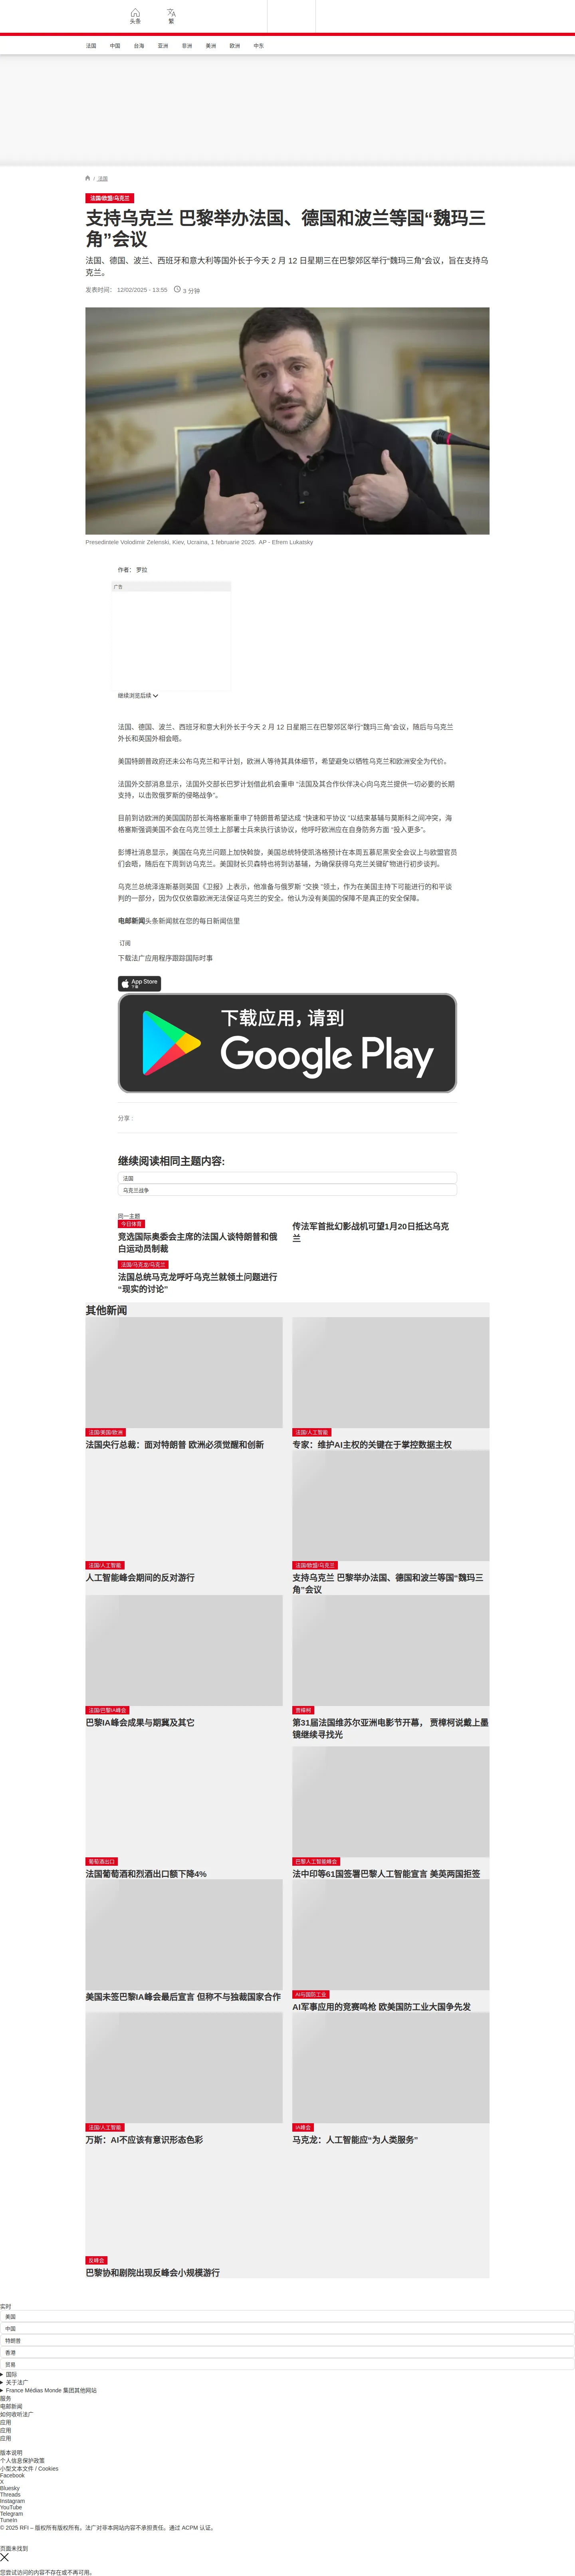 头条
繁
法国 中国 台海 亚洲 非洲 美洲 欧洲 中东
/ 法国
法国/欧盟/乌克兰
支持乌克兰 巴黎举办法国、德国和波兰等国“魏玛三
角”会议
法国、德国、波兰、西班牙和意大利等国外长于今天 2 月 12 日星期三在巴黎郊区举行“魏玛三角”会议，旨在支持乌
克兰。
发表时间： 12/02/2025 - 13:55 3 分钟
Presedintele Volodimir Zelenski, Kiev, Ucraina, 1 februarie 2025. AP - Efrem Lukatsky
作者： 罗拉
广告
继续浏览后续
法国、德国、波兰、西班牙和意大利外长于今天 2 月 12 日星期三在巴黎郊区举行“魏玛三角”会议，随后与乌克兰
外长和英国外相会晤。
美国特朗普政府还未公布乌克兰和平计划，欧洲人等待其具体细节，希望避免以牺牲乌克兰和欧洲安全为代价。
法国外交部消息显示，法国外交部长巴罗计划借此机会重申 “法国及其合作伙伴决心向乌克兰提供一切必要的长期
支持，以击败俄罗斯的侵略战争”。
目前到访欧洲的美国国防部长海格塞斯重申了特朗普希望达成 “快速和平协议 ”以结束基辅与莫斯科之间冲突，海
格塞斯强调美国不会在乌克兰领土上部署士兵来执行该协议，他呼吁欧洲应在自身防务方面 “投入更多”。
彭博社消息显示，美国在乌克兰问题上加快斡旋，美国总统特使凯洛格预计在本周五慕尼黑安全会议上与欧盟官员
们会晤，随后在下周到访乌克兰。美国财长贝森特也将到访基辅，为确保获得乌克兰关键矿物进行初步谈判。
乌克兰总统泽连斯基则英国《卫报》上表示，他准备与俄罗斯 “交换 ”领土，作为在美国主持下可能进行的和平谈
判的一部分，因为仅仅依靠欧洲无法保证乌克兰的安全。他认为没有美国的保障不是真正的安全保障。
电邮新闻头条新闻就在您的每日新闻信里
订阅
下载法广应用程序跟踪国际时事
App Store
下载
下载应用，请到
Google Play
分享 :
继续阅读相同主题内容:
法国
乌克兰战争
同一主题
今日体育
竞选国际奥委会主席的法国人谈特朗普和俄
白运动员制裁
传法军首批幻影战机可望1月20日抵达乌克
兰
法国/马克龙/乌克兰
法国总统马克龙呼吁乌克兰就领土问题进行
“现实的讨论”
其他新闻
法国/美国/欧洲
法国央行总裁：面对特朗普 欧洲必须觉醒和创新
法国/人工智能
专家：维护AI主权的关键在于掌控数据主权
法国/人工智能
人工智能峰会期间的反对游行
法国/欧盟/乌克兰
支持乌克兰 巴黎举办法国、德国和波兰等国“魏玛三
角”会议
法国/巴黎IA峰会
巴黎IA峰会成果与期冀及其它
贾樟柯
第31届法国维苏尔亚洲电影节开幕， 贾樟柯说戴上墨
镜继续寻找光
葡萄酒出口
法国葡萄酒和烈酒出口额下降4%
巴黎人工智能峰会
法中印等61国签署巴黎人工智能宣言 美英两国拒签
美国未签巴黎IA峰会最后宣言 但称不与独裁国家合作
AI与国防工业
AI军事应用的竞赛鸣枪 欧美国防工业大国争先发
法国/人工智能
万斯：AI不应该有意识形态色彩
IA峰会
马克龙：人工智能应“为人类服务”
反峰会
巴黎协和剧院出现反峰会小规模游行
实时
美国
中国
特朗普
香港
贸易
国际
关于法广
France Médias Monde 集团其他网站
服务
电邮新闻
如何收听法广
应用
应用
应用
版本说明
个人信息保护政策
小型文本文件 / Cookies
Facebook
X
Bluesky
Threads
Instagram
YouTube
Telegram
TuneIn
© 2025 RFI – 版权所有版权所有。法广对非本网站内容不承担责任。通过 ACPM 认证。
页面未找到
您尝试访问的内容不存在或不再可用。